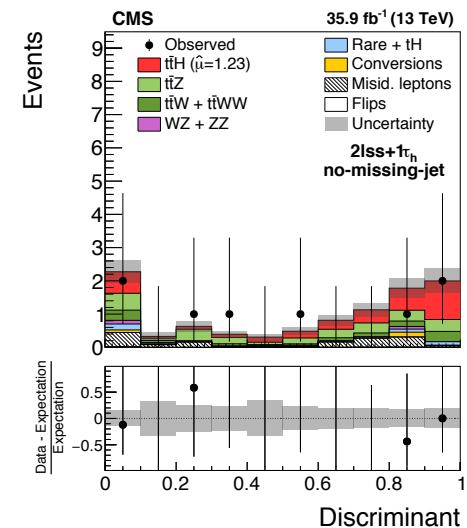 CMS 35.9 fb⁻¹ (13 TeV)
Events
9
8
7
6
5
4
3
2
1
0
Observed
tt̄H (μ̂=1.23)
tt̄Z
tt̄W + tt̄WW
WZ + ZZ
Rare + tH
Conversions
Misid. leptons
Flips
Uncertainty
2lss+1τh
no-missing-jet
Data - Expectation
Expectation
0.5
0.0
−0.5
0 0.2 0.4 0.6 0.8 1
Discriminant